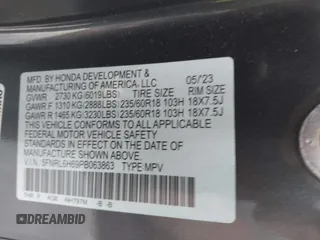 MFD. BY HONDA DEVELOPMENT &
MANUFACTURING OF AMERICA, LLC 05/23
GVWR 2730 KG (6019LBS) TIRE SIZE RIM SIZE
GAWR F 1310 KG (2888LBS) 235/60R18 103H 18X7.5J
GAWR R 1465 KG (3230LBS) 235/60R18 103H 18X7.5J
THIS VEHICLE CONFORMS TO ALL APPLICABLE
FEDERAL MOTOR VEHICLE SAFETY STANDARDS IN
EFFECT ON THE DATE OF MANUFACTURE SHOWN ABOVE.
V.I.N. TYPE:MPV
DREAMBID